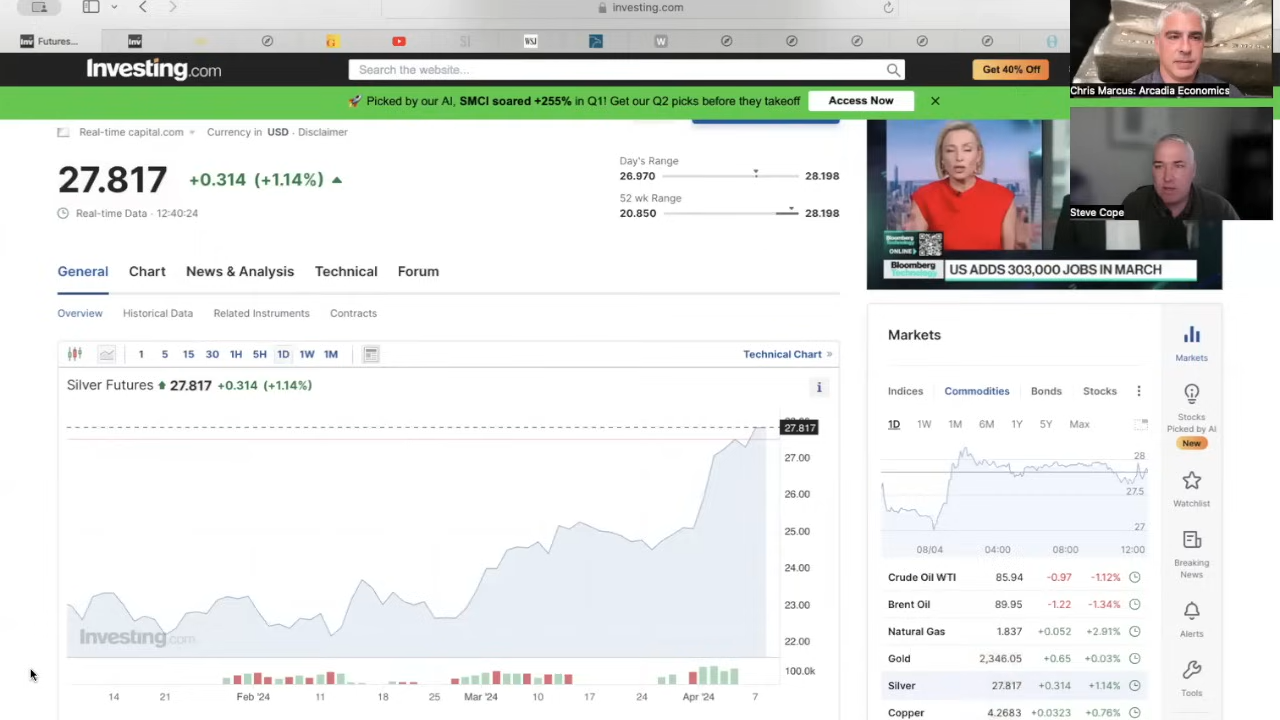 investing.com
Futures...
WSJ
W
Investing.com
Search the website...
Get 40% Off
🚀 Picked by our AI, SMCI soared +255% in Q1! Get our Q2 picks before they takeoff
Access Now
Chris Marcus: Arcadia Economics
Steve Cope
Real-time capital.com
Currency in USD · Disclaimer
27.817
+0.314 (+1.14%)
Real-time Data · 12:40:24
Day's Range
26.970
28.198
52 wk Range
20.850
28.198
Bloomberg
Technology
ONLINE
Bloomberg
Technology
US ADDS 303,000 JOBS IN MARCH
General
Chart
News & Analysis
Technical
Forum
Overview
Historical Data
Related Instruments
Contracts
1
5
15
30
1H
5H
1D
1W
1M
Technical Chart »
Silver Futures 27.817 +0.314 (+1.14%)
27.817
27.00
26.00
25.00
24.00
23.00
22.00
100.0k
Investing.com
14
21
Feb '24
11
18
25
Mar '24
10
17
24
Apr '24
7
Markets
Indices
Commodities
Bonds
Stocks
1D
1W
1M
6M
1Y
5Y
Max
28
27.5
27
08/04
04:00
08:00
12:00
Crude Oil WTI 85.94 -0.97 -1.12%
Brent Oil 89.95 -1.22 -1.34%
Natural Gas 1.837 +0.052 +2.91%
Gold 2,346.05 +0.65 +0.03%
Silver 27.817 +0.314 +1.14%
Copper 4.2683 +0.0323 +0.76%
Markets
Stocks
Picked by AI
New
Watchlist
Breaking
News
Alerts
Tools